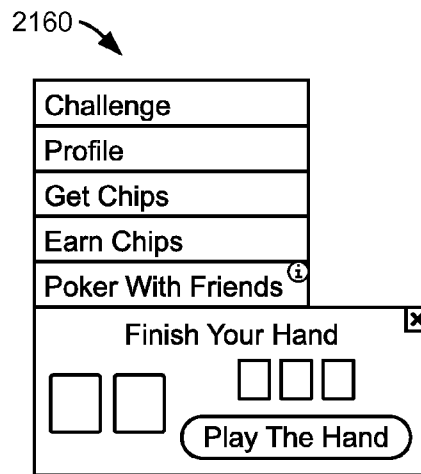 2160
Challenge
Profile
Get Chips
Earn Chips
Poker With Friends i
Finish Your Hand x
Play The Hand